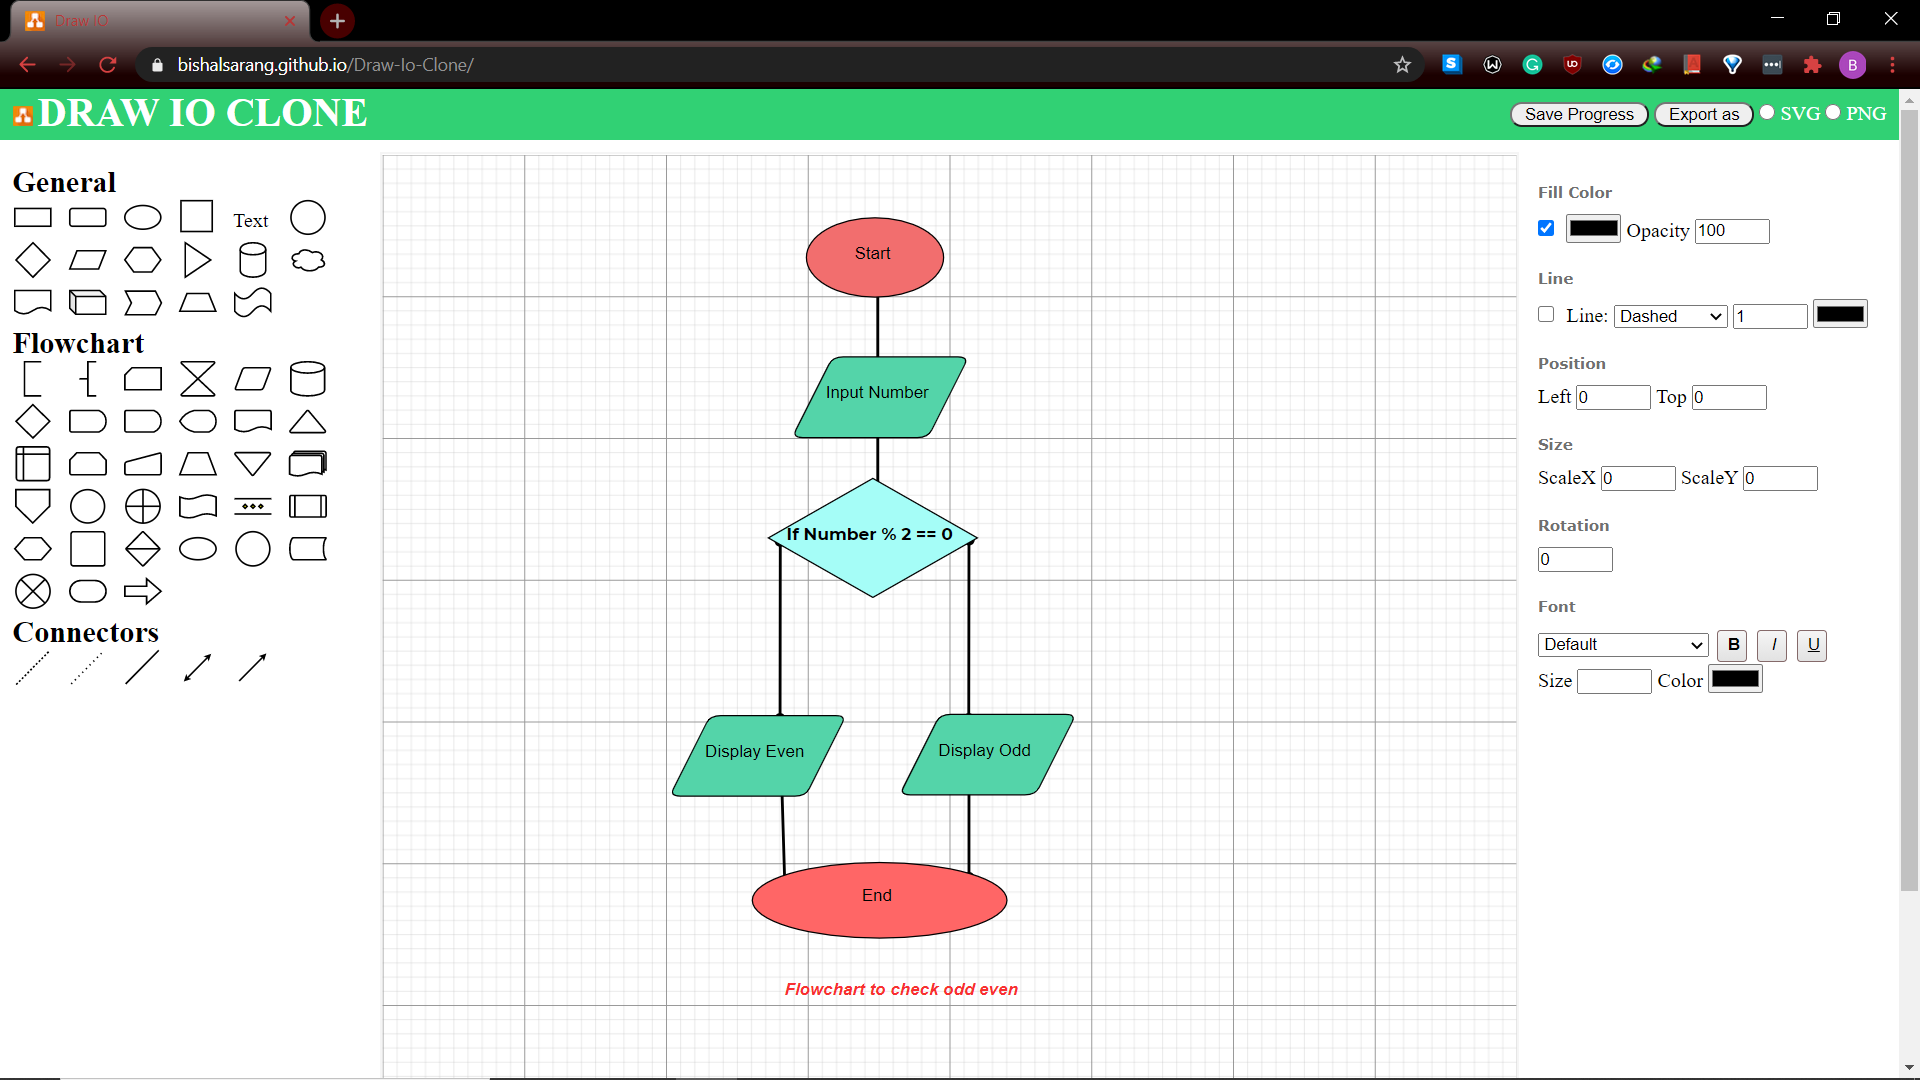 Draw IO
bishalsarang.github.io/Draw-Io-Clone/
B
DRAW IO CLONE
Save Progress
Export as
SVG
PNG
General
Text
Flowchart
Connectors
Start
Input Number
If Number % 2 == 0
Display Even
Display Odd
End
Flowchart to check odd even
Fill Color
Opacity 100
Line
Line: Dashed 1
Position
Left 0 Top 0
Size
ScaleX 0 ScaleY 0
Rotation
0
Font
Default B I U
Size Color